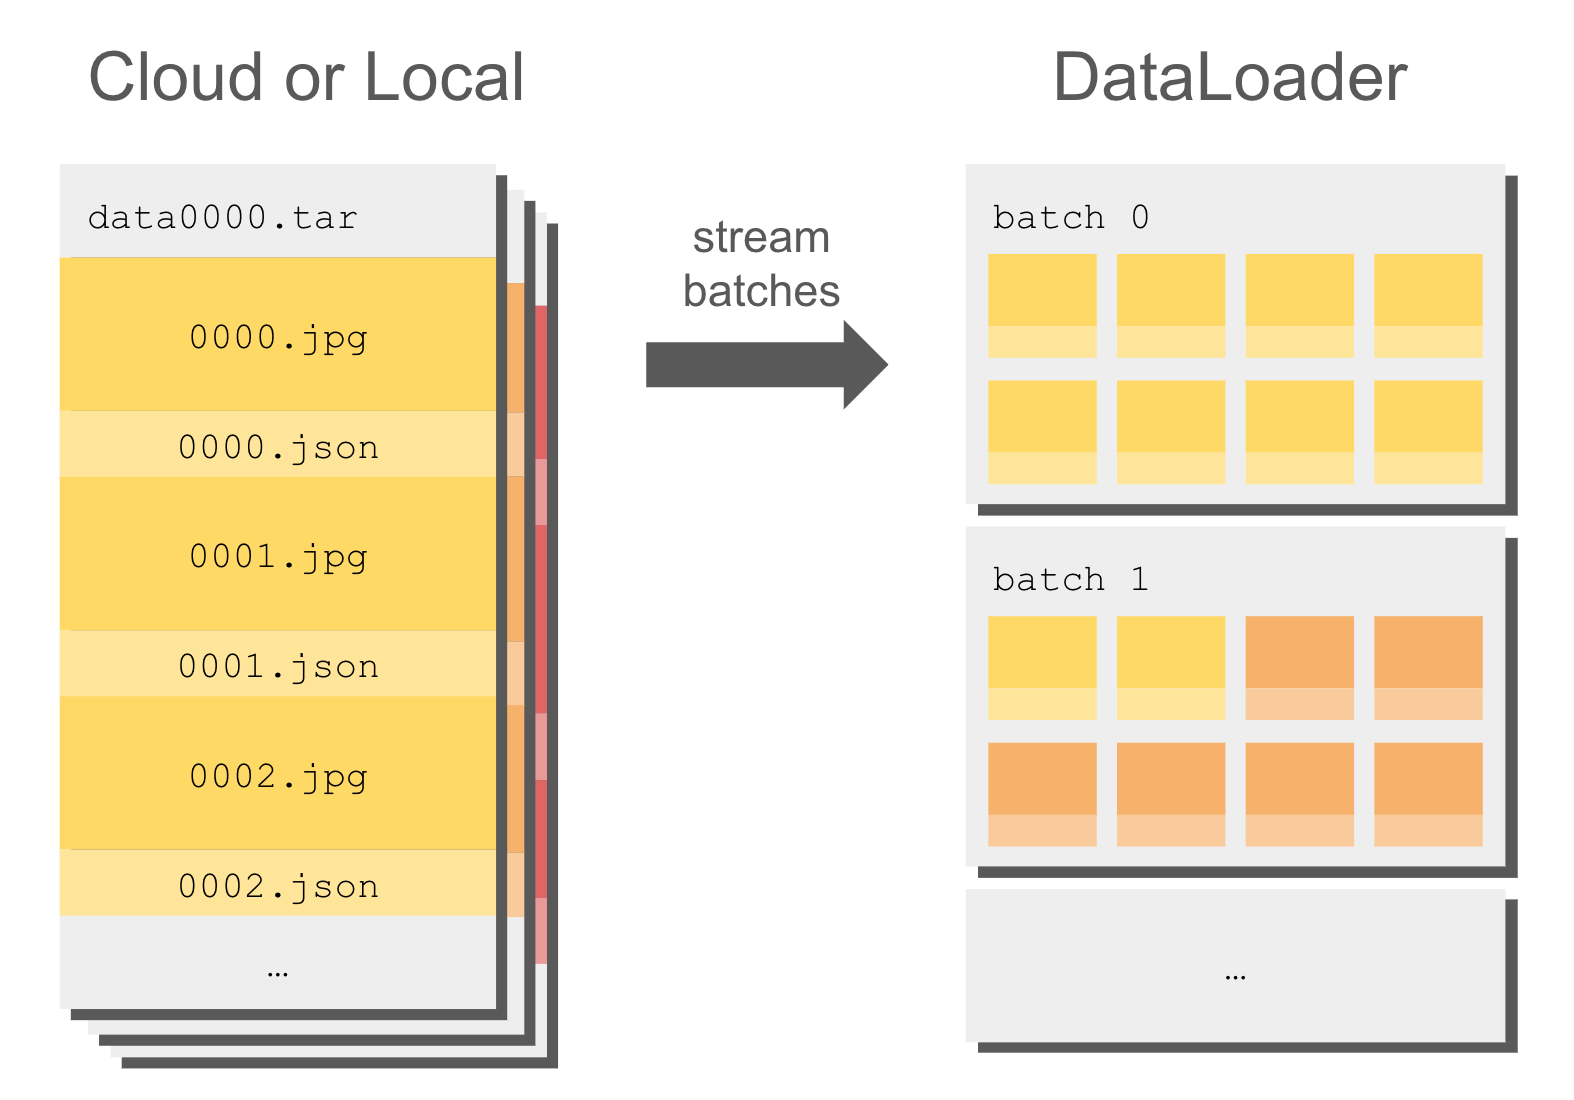 Cloud or Local
data0000.tar
0000.jpg
0000.json
0001.jpg
0001.json
0002.jpg
0002.json
…
stream
batches
DataLoader
batch 0
batch 1
…